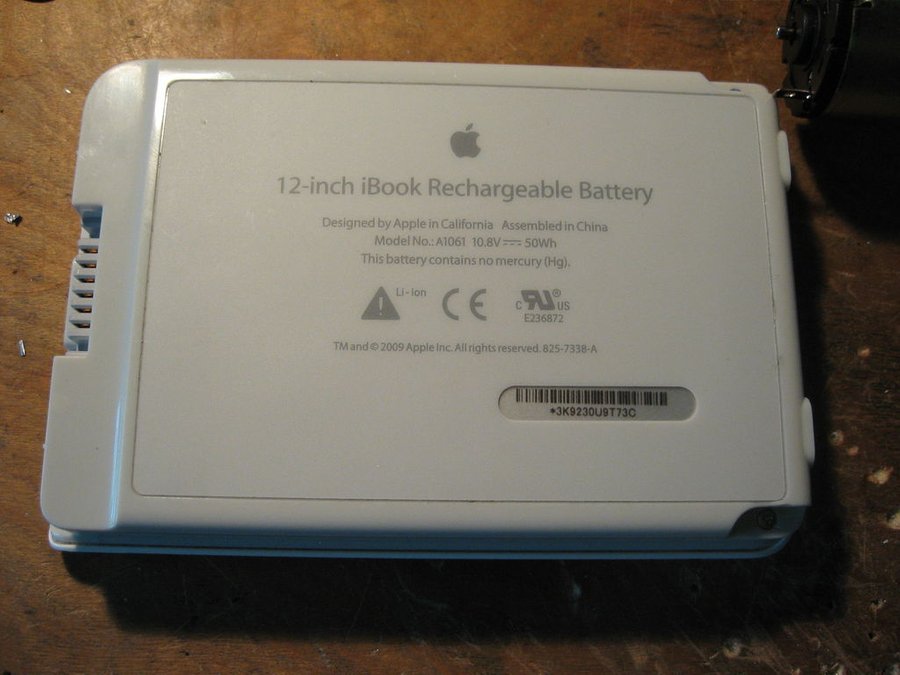 12-inch iBook Rechargeable Battery
Designed by Apple in California Assembled in China
Model No.: A1061 10.8V ⎓ 50Wh
This battery contains no mercury (Hg).
Li-ion CE c RU® US
E236872
TM and © 2009 Apple Inc. All rights reserved. 825-7338-A
*3K9230U9T73C